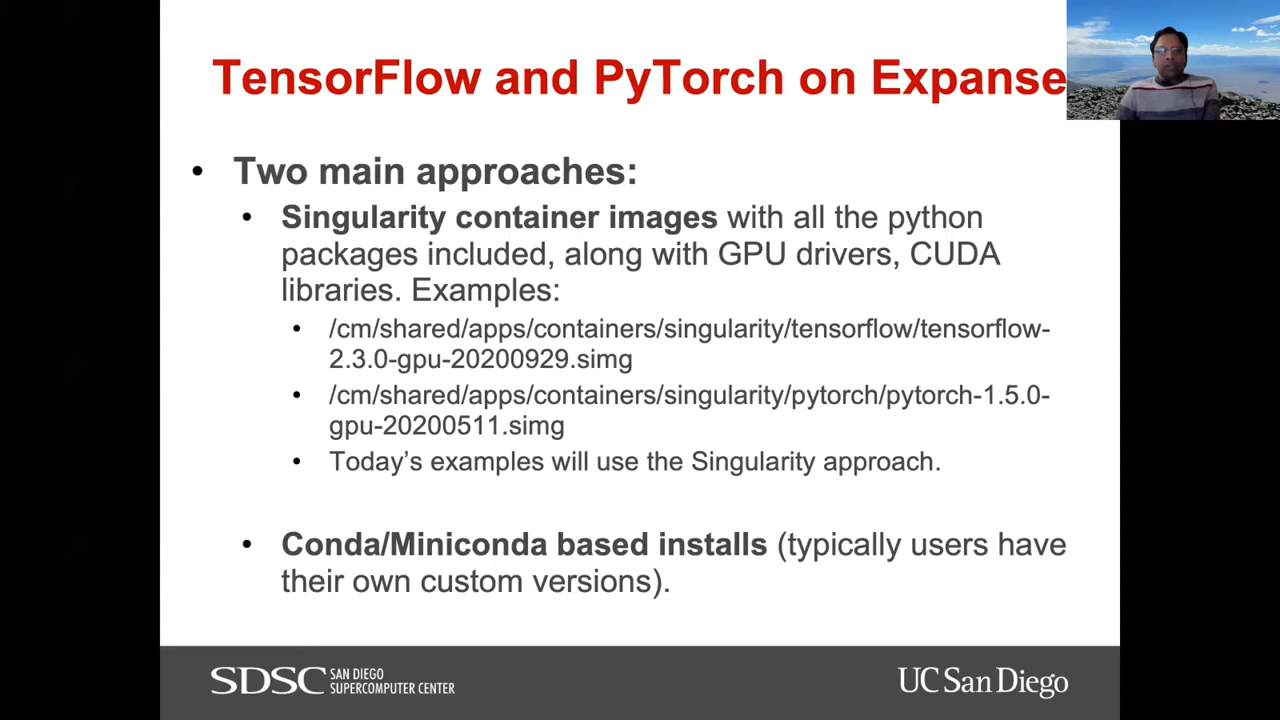 TensorFlow and PyTorch on Expanse
• Two main approaches:
• Singularity container images with all the python
packages included, along with GPU drivers, CUDA
libraries. Examples:
• /cm/shared/apps/containers/singularity/tensorflow/tensorflow-
2.3.0-gpu-20200929.simg
• /cm/shared/apps/containers/singularity/pytorch/pytorch-1.5.0-
gpu-20200511.simg
• Today’s examples will use the Singularity approach.
• Conda/Miniconda based installs (typically users have
their own custom versions).
SDSC SAN DIEGO
SUPERCOMPUTER CENTER
UC San Diego